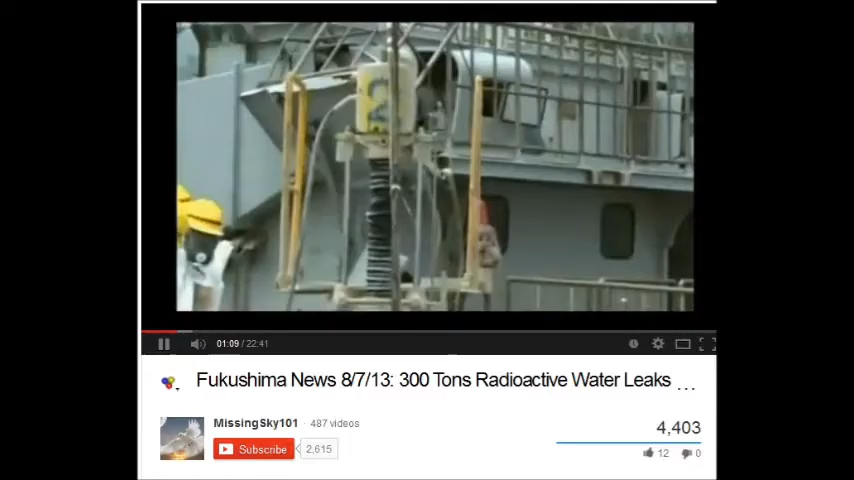 01:09 / 22:41
Fukushima News 8/7/13: 300 Tons Radioactive Water Leaks ...
MissingSky101 · 487 videos
4,403
Subscribe 2,615
12 0